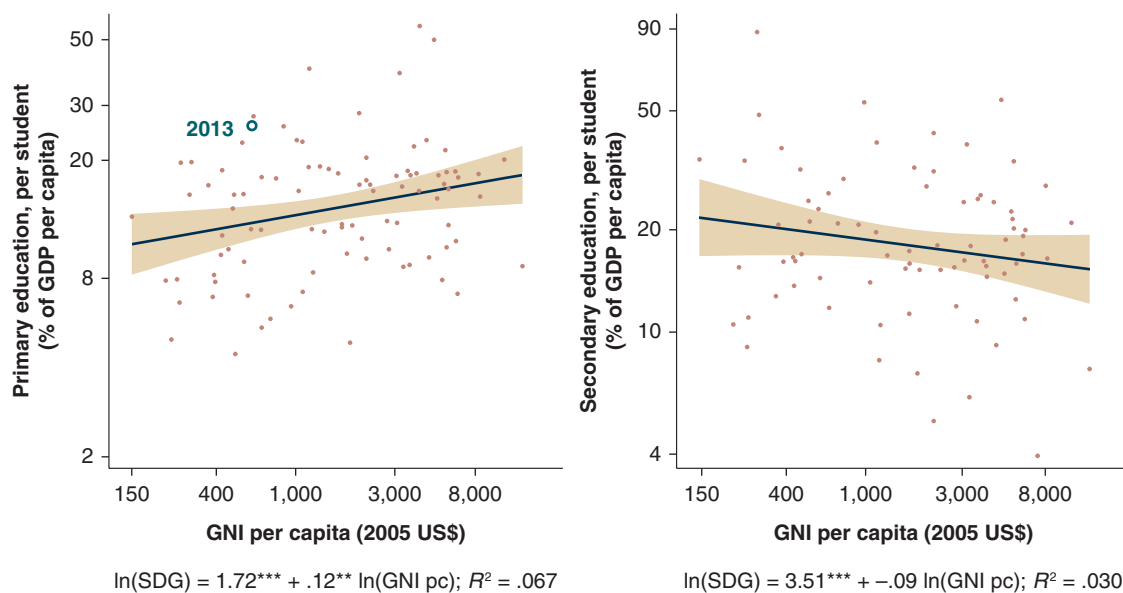 Primary education, per student
(% of GDP per capita)
50
30
20
8
2
2013
150
400
1,000
3,000
8,000
GNI per capita (2005 US$)
ln(SDG) = 1.72*** + .12** ln(GNI pc); R² = .067
Secondary education, per student
(% of GDP per capita)
90
50
20
10
4
150
400
1,000
3,000
8,000
GNI per capita (2005 US$)
ln(SDG) = 3.51*** + –.09 ln(GNI pc); R² = .030